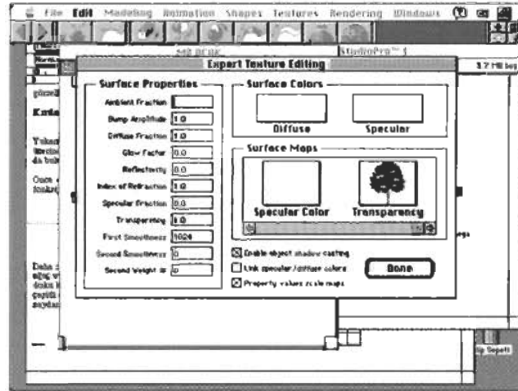 File Edit Modeling Animation Shapes Textures Rendering Windows
StudioPro™ 1
Expert Texture Editing
Surface Properties
Ambient Fraction
Bump Amplitude 1.0
Diffuse Fraction 1.0
Glow Factor 0.0
Reflectivity 0.0
Index of Refraction 1.0
Specular Fraction 0.0
Transparency 1.0
First Smoothness 1024
Second Smoothness 0
Second Weight 0
Surface Colors
Diffuse Specular
Surface Maps
Specular Color Transparency
Enable object shadow casting
Link specular/diffuse colors
Property values scale maps
Done